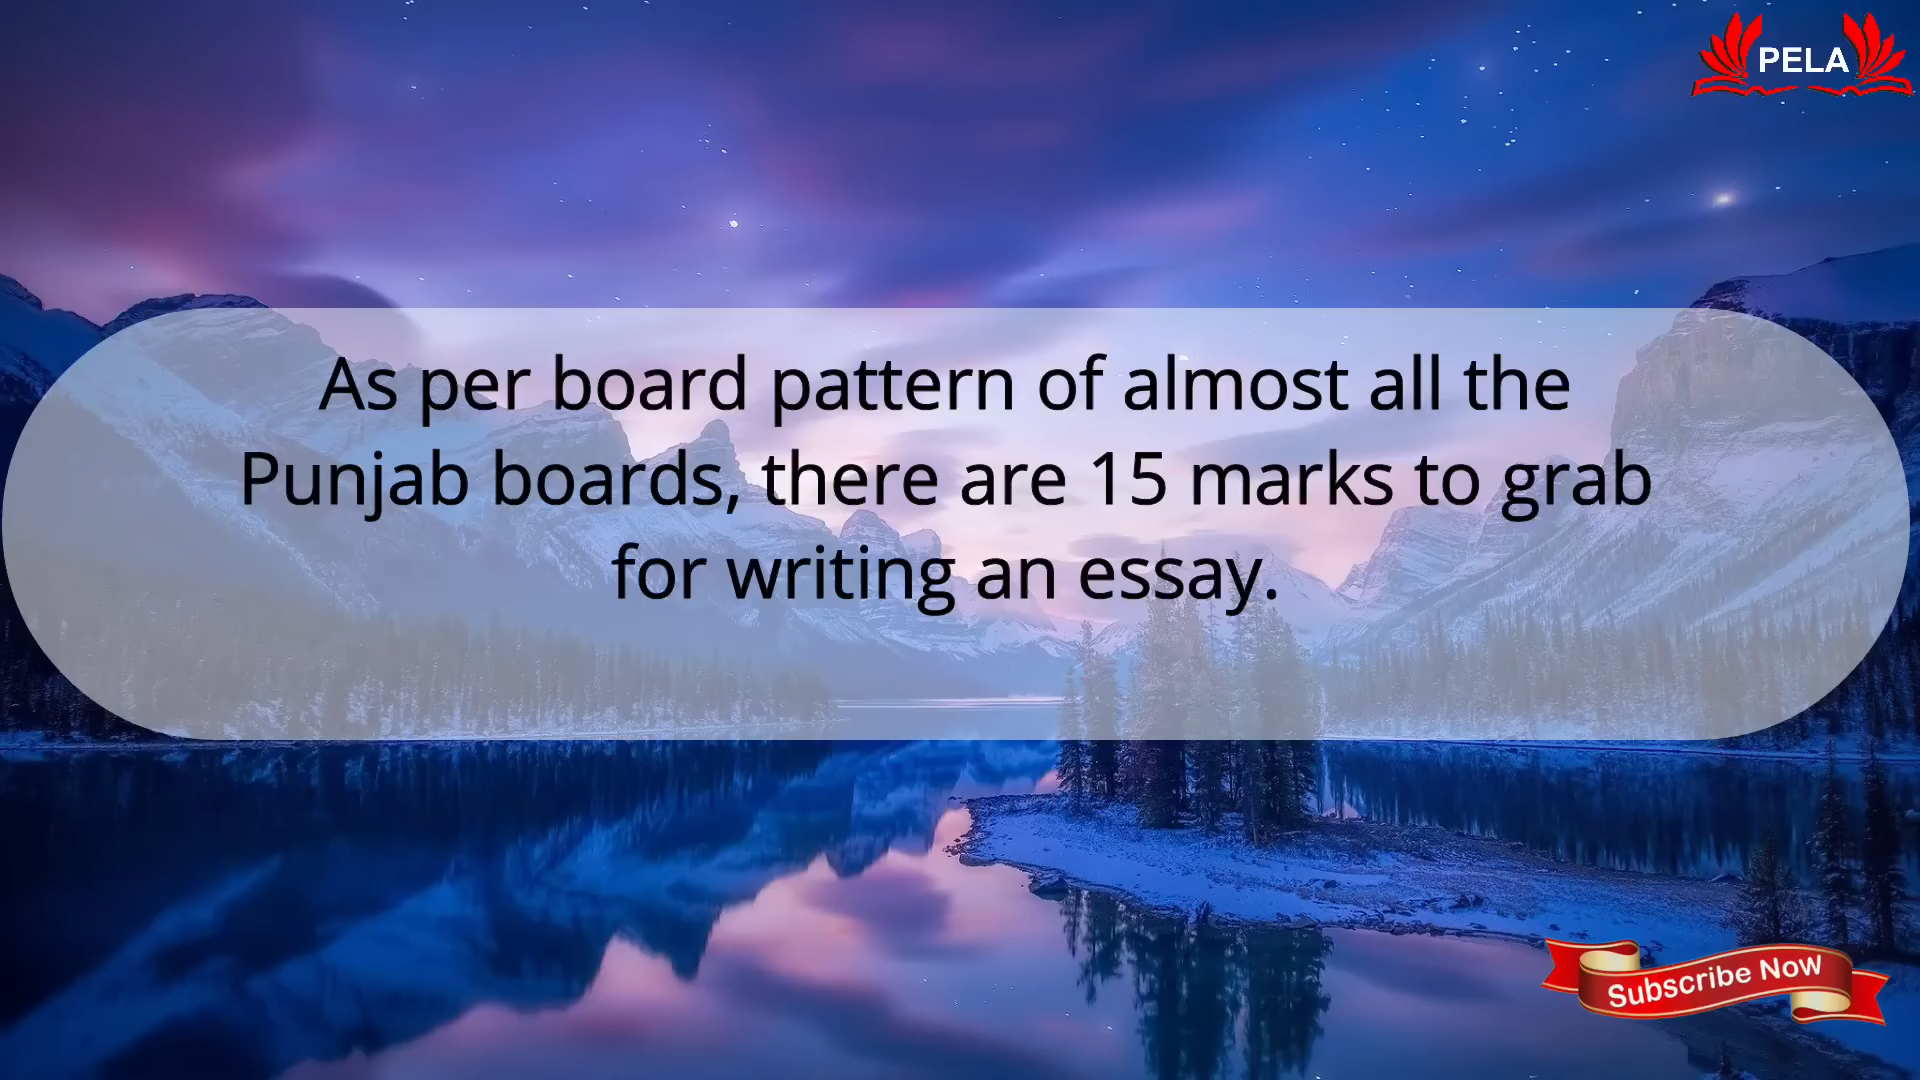 PELA
As per board pattern of almost all the
Punjab boards, there are 15 marks to grab
for writing an essay.
Subscribe Now